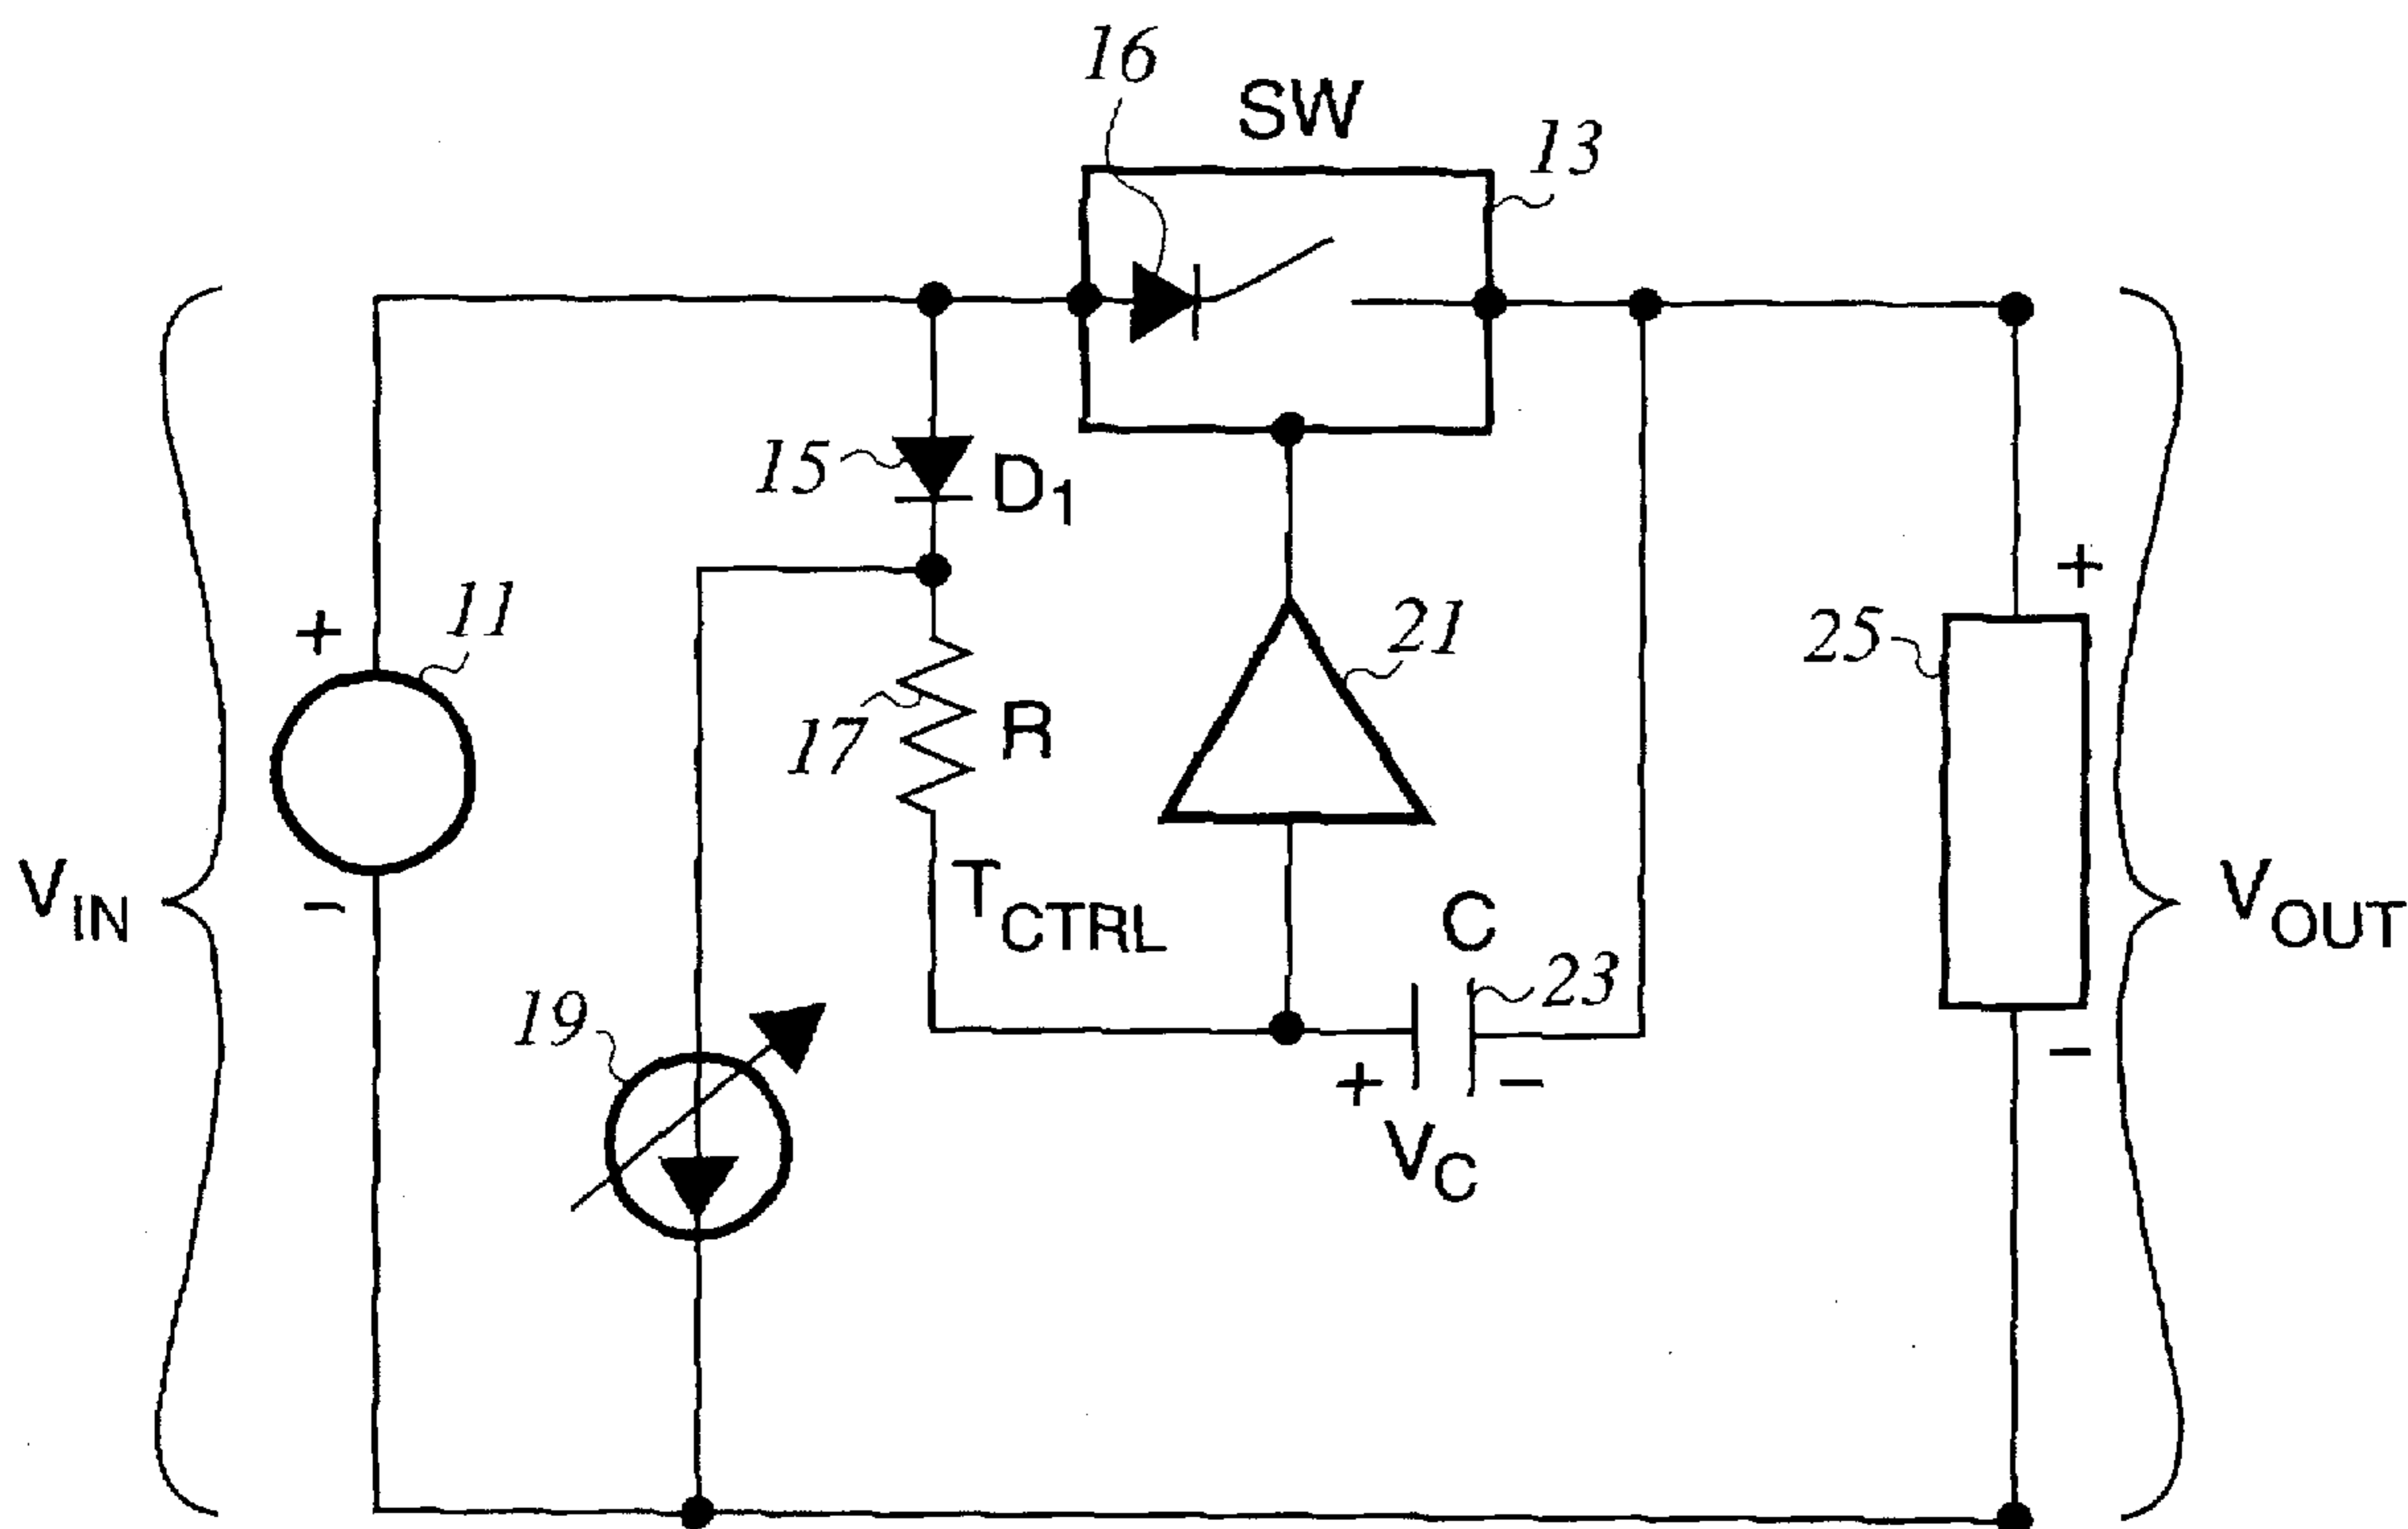 16
SW
13
15
D1
+
11
21
+
25
17
R
VIN
−
TCTRL
C
VOUT
19
23
−
+
−
VC